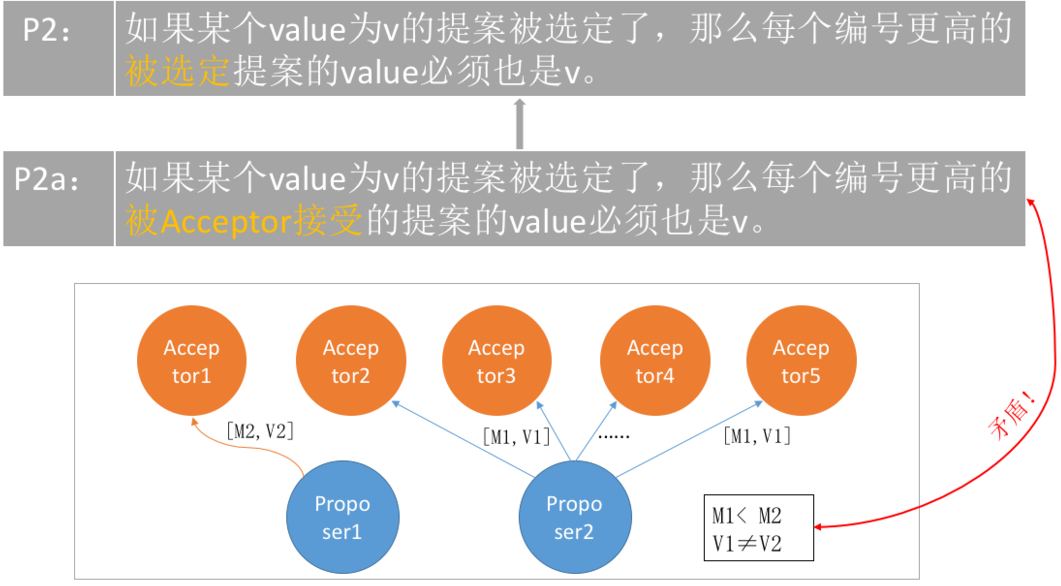 P2： 如果某个value为v的提案被选定了，那么每个编号更高的
被选定提案的value必须也是v。
P2a： 如果某个value为v的提案被选定了，那么每个编号更高的
被Acceptor接受的提案的value必须也是v。
Accep
tor1
Accep
tor2
Accep
tor3
Accep
tor4
Accep
tor5
[M2,V2]
[M1,V1]
……
[M1,V1]
矛盾！
Propo
ser1
Propo
ser2
M1< M2
V1≠V2